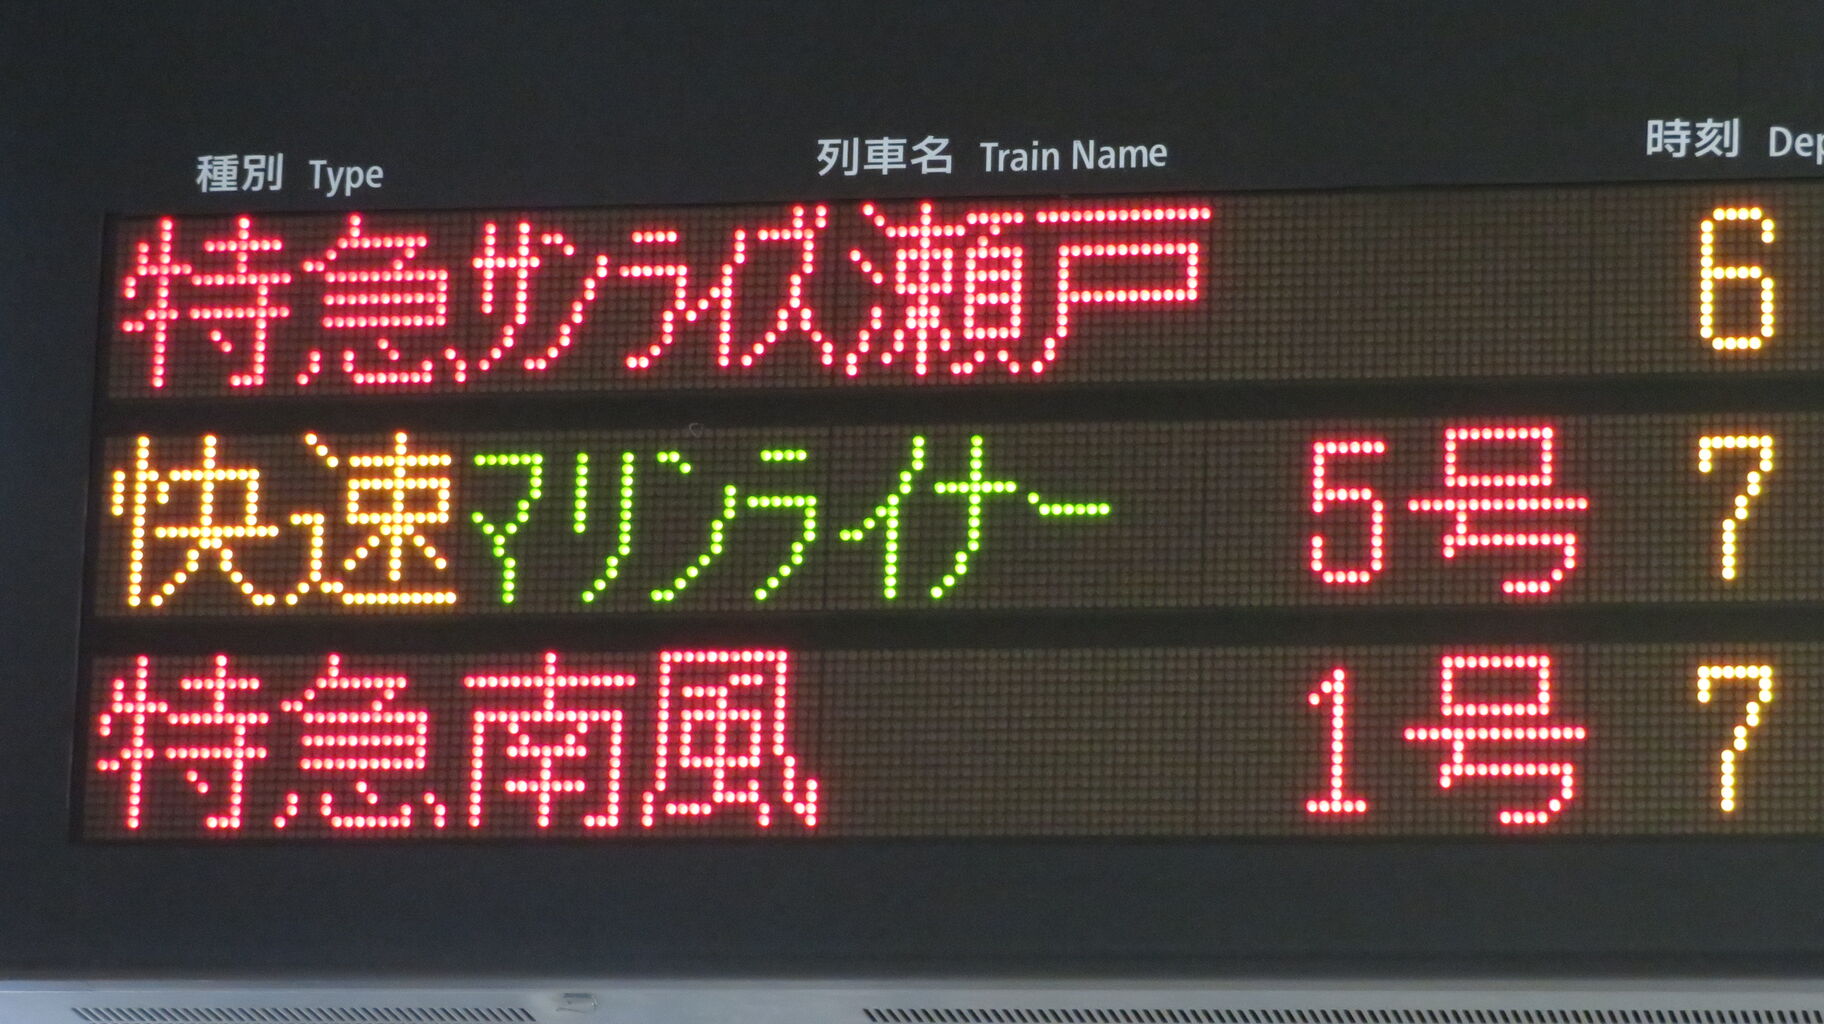 種別 Type 列車名 Train Name 時刻 Dep
特急 サンライズ瀬戸 6
快速 マリンライナー 5号 7
特急 南風 1号 7